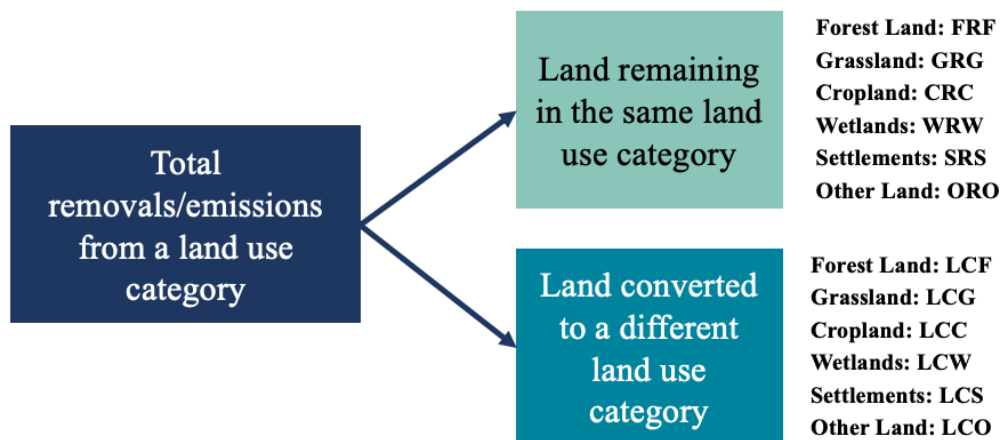 Total
removals/emissions
from a land use
category
Land remaining
in the same land
use category
Forest Land: FRF
Grassland: GRG
Cropland: CRC
Wetlands: WRW
Settlements: SRS
Other Land: ORO
Land converted
to a different
land use
category
Forest Land: LCF
Grassland: LCG
Cropland: LCC
Wetlands: LCW
Settlements: LCS
Other Land: LCO